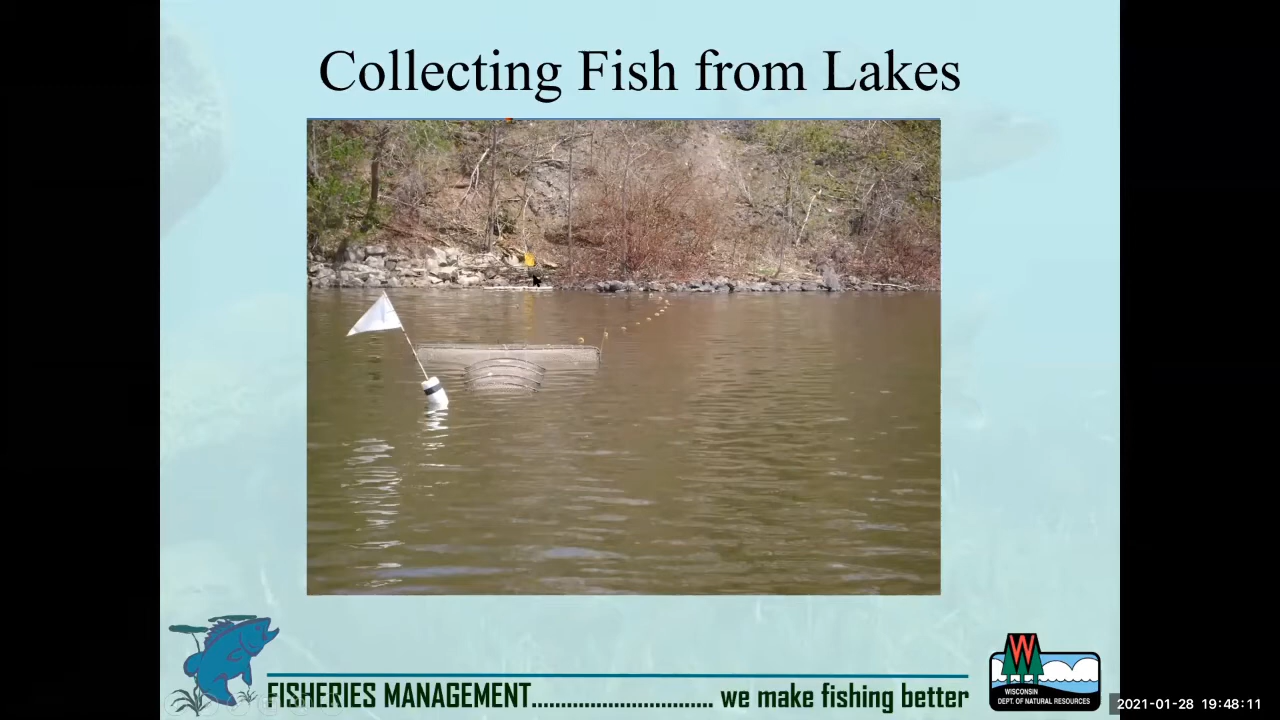 Collecting Fish from Lakes
FISHERIES MANAGEMENT............................... we make fishing better
W
WISCONSIN
DEPT. OF NATURAL RESOURCES
2021-01-28 19:48:11